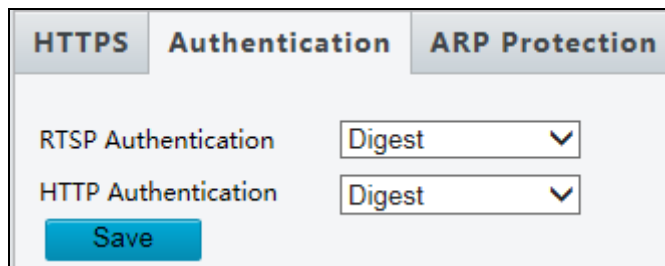 HTTPS Authentication ARP Protection
RTSP Authentication Digest
HTTP Authentication Digest
Save